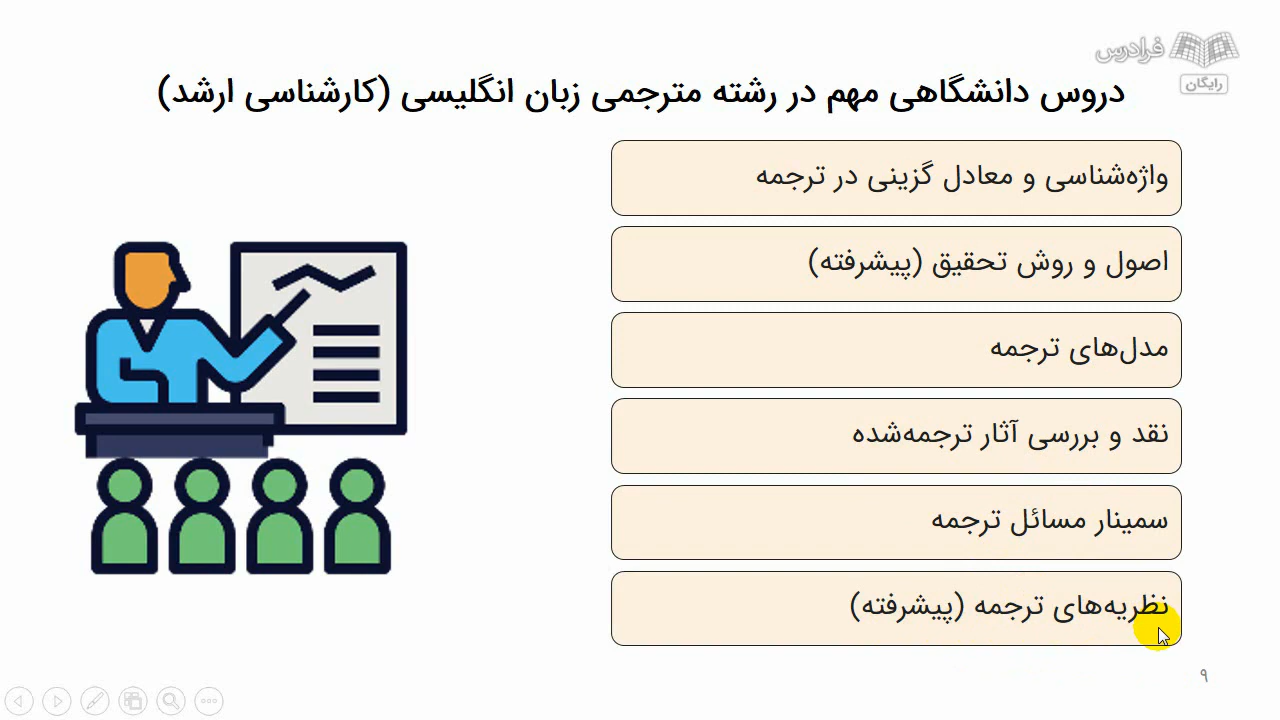 فرادرس
رایگان
دروس دانشگاهی مهم در رشته مترجمی زبان انگلیسی (کارشناسی ارشد)
واژه‌شناسی و معادل گزینی در ترجمه
اصول و روش تحقیق (پیشرفته)
مدل‌های ترجمه
نقد و بررسی آثار ترجمه‌شده
سمینار مسائل ترجمه
نظریه‌های ترجمه (پیشرفته)
۹